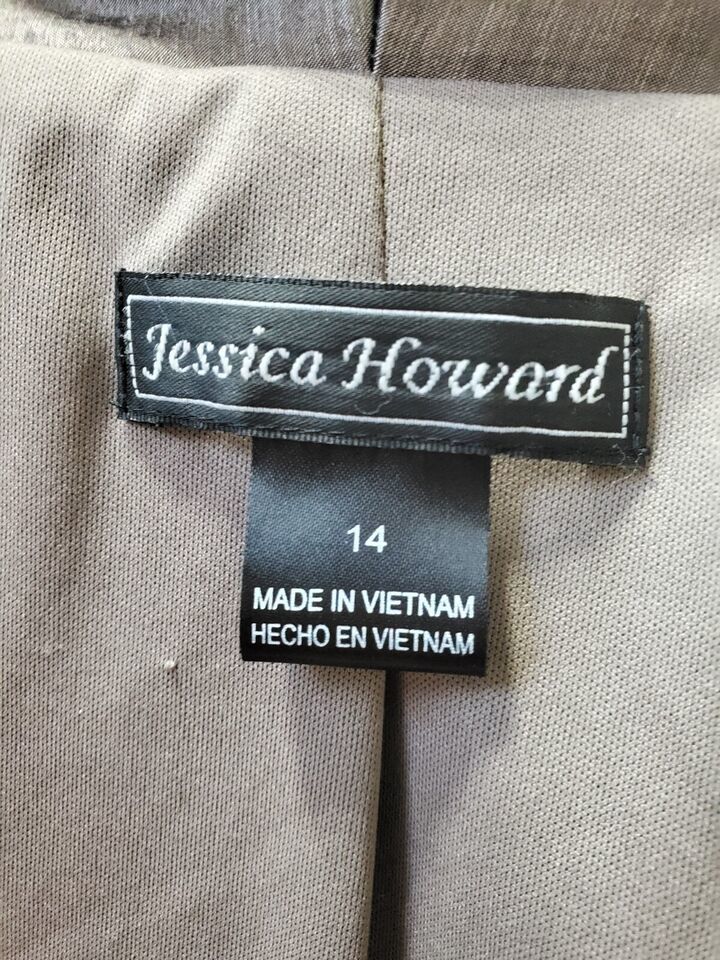 Jessica Howard
14
MADE IN VIETNAM
HECHO EN VIETNAM